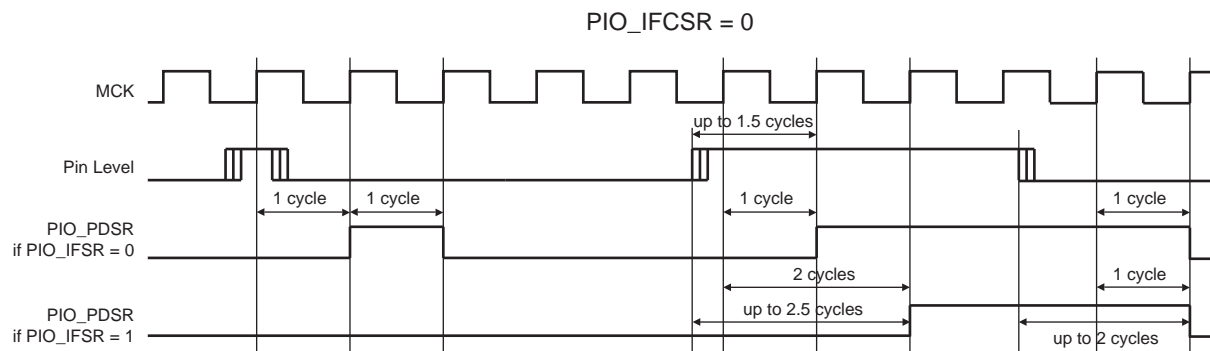 PIO_IFCSR = 0
MCK
up to 1.5 cycles
Pin Level
1 cycle 1 cycle 1 cycle 1 cycle
PIO_PDSR
if PIO_IFSR = 0
2 cycles 1 cycle
PIO_PDSR
if PIO_IFSR = 1
up to 2.5 cycles
up to 2 cycles